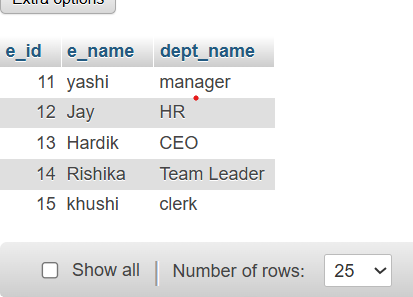 Extra options
e_id e_name dept_name
11 yashi manager
12 Jay HR
13 Hardik CEO
14 Rishika Team Leader
15 khushi clerk
Show all Number of rows: 25